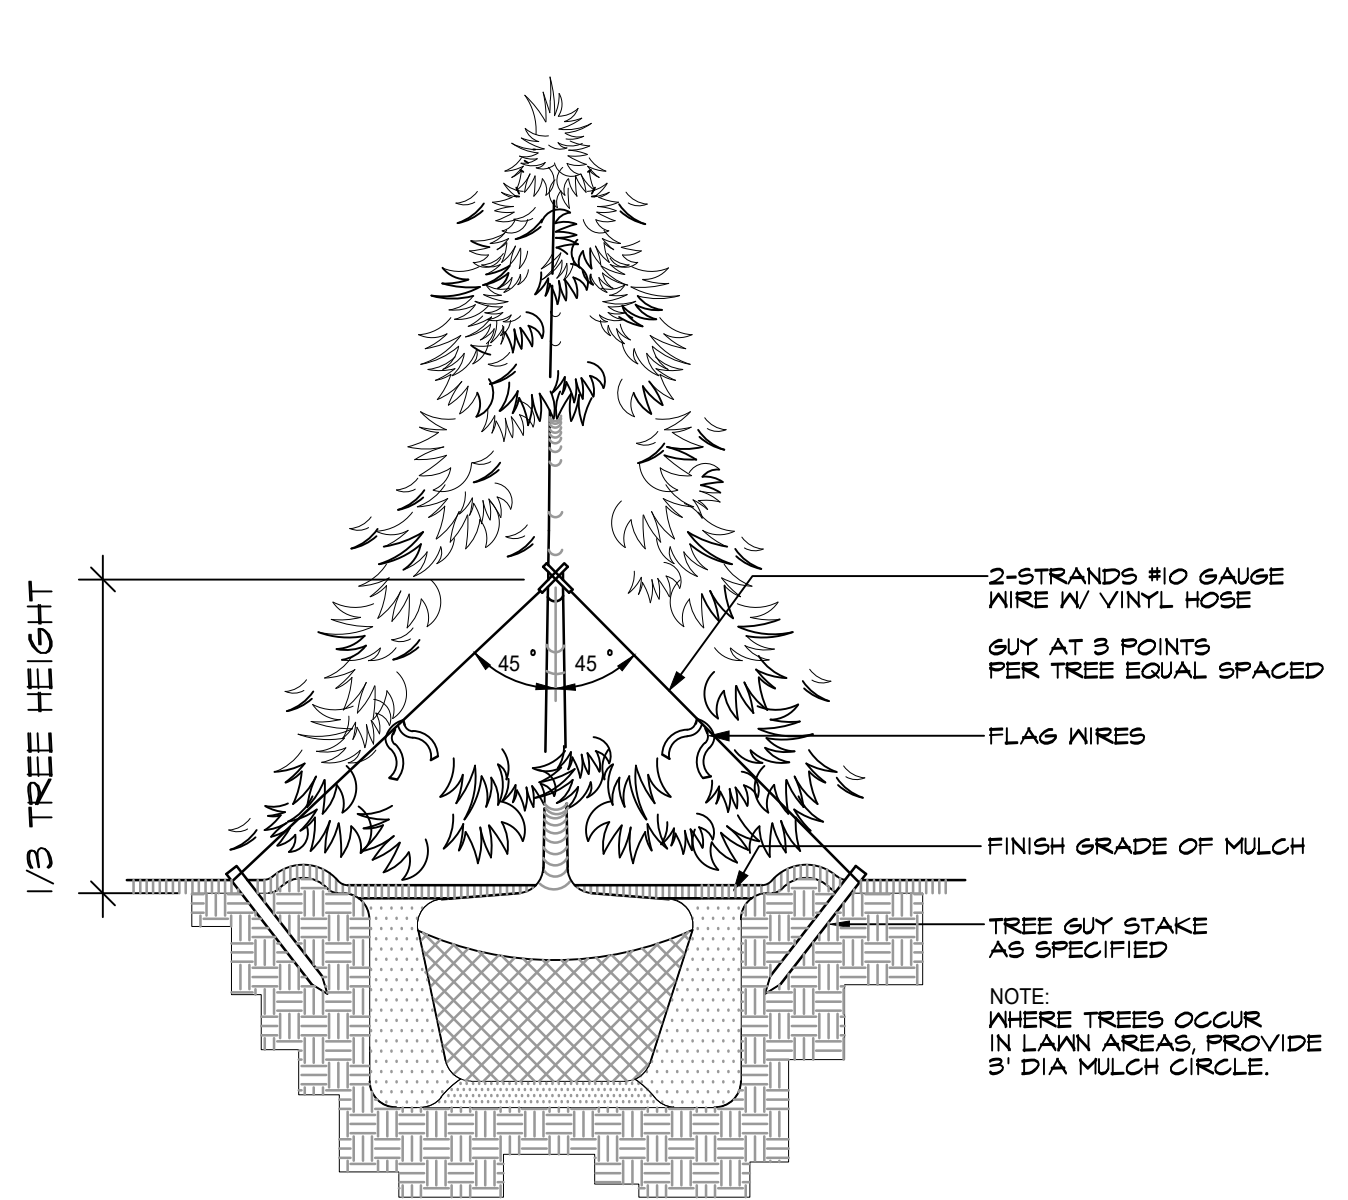 2-STRANDS #10 GAUGE
WIRE W/ VINYL HOSE
GUY AT 3 POINTS
PER TREE EQUAL SPACED
45 °
45 °
1/3 TREE HEIGHT
FLAG WIRES
FINISH GRADE OF MULCH
TREE GUY STAKE
AS SPECIFIED
NOTE:
WHERE TREES OCCUR
IN LAWN AREAS, PROVIDE
3' DIA MULCH CIRCLE.